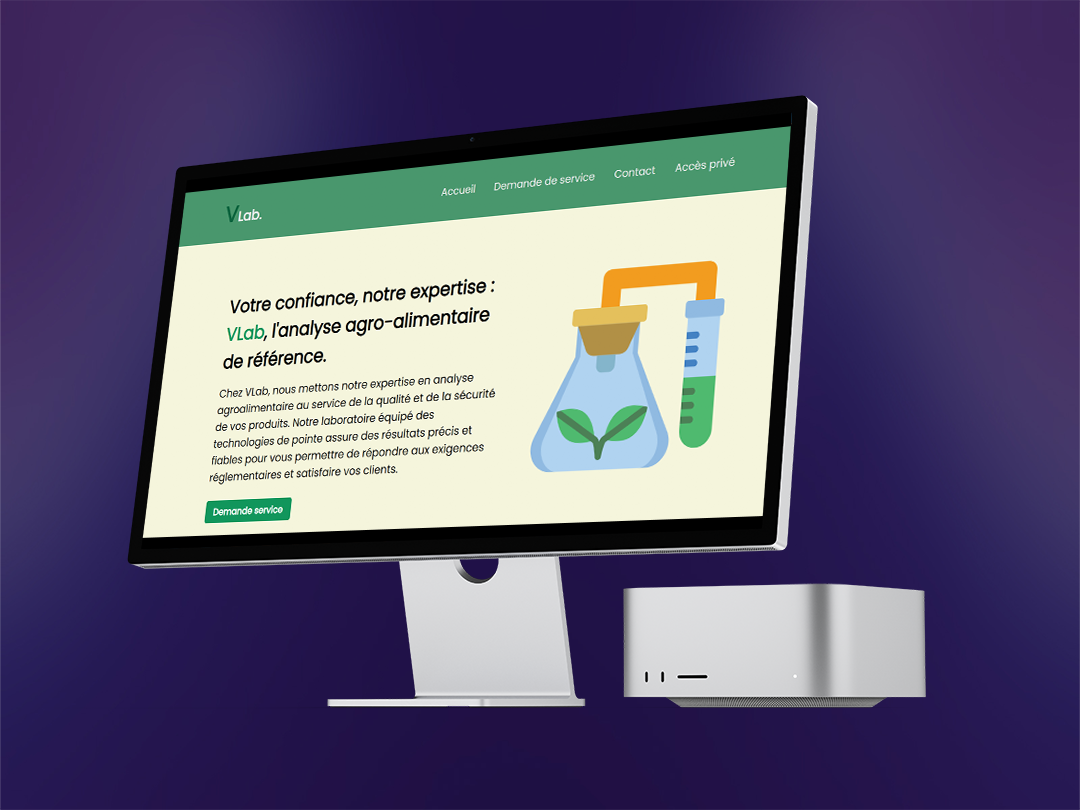 VLab.
Accueil Demande de service Contact Accès privé
Votre confiance, notre expertise :
VLab, l'analyse agro-alimentaire
de référence.
Chez VLab, nous mettons notre expertise en analyse
agroalimentaire au service de la qualité et de la sécurité
de vos produits. Notre laboratoire équipé des
technologies de pointe assure des résultats précis et
fiables pour vous permettre de répondre aux exigences
réglementaires et satisfaire vos clients.
Demande service